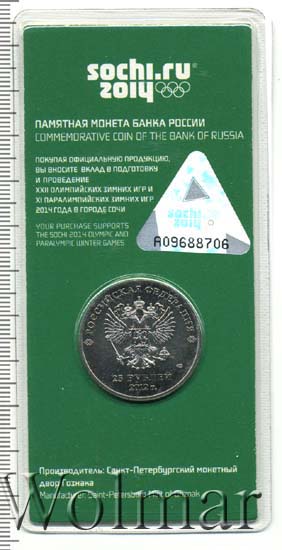 sochi.ru
2014
ПАМЯТНАЯ МОНЕТА БАНКА РОССИИ
COMMEMORATIVE COIN OF THE BANK OF RUSSIA
ПОКУПАЯ ОФИЦИАЛЬНУЮ ПРОДУКЦИЮ,
ВЫ ВНОСИТЕ ВКЛАД В ПОДГОТОВКУ
И ПРОВЕДЕНИЕ
XXII ОЛИМПИЙСКИХ ЗИМНИХ ИГР И
XI ПАРАЛИМПИЙСКИХ ЗИМНИХ ИГР
2014 ГОДА В ГОРОДЕ СОЧИ
YOUR PURCHASE SUPPORTS
THE SOCHI 2014 OLYMPIC AND
PARALYMPIC WINTER GAMES
sochi.ru
2014
A09688706
РОССИЙСКАЯ ФЕДЕРАЦИЯ
25 РУБЛЕЙ
2012 г.
Производитель: Санкт-Петербургский монетный
двор Гознака
Manufacturer: Saint-Petersburg Mint of Goznak
Wolmar